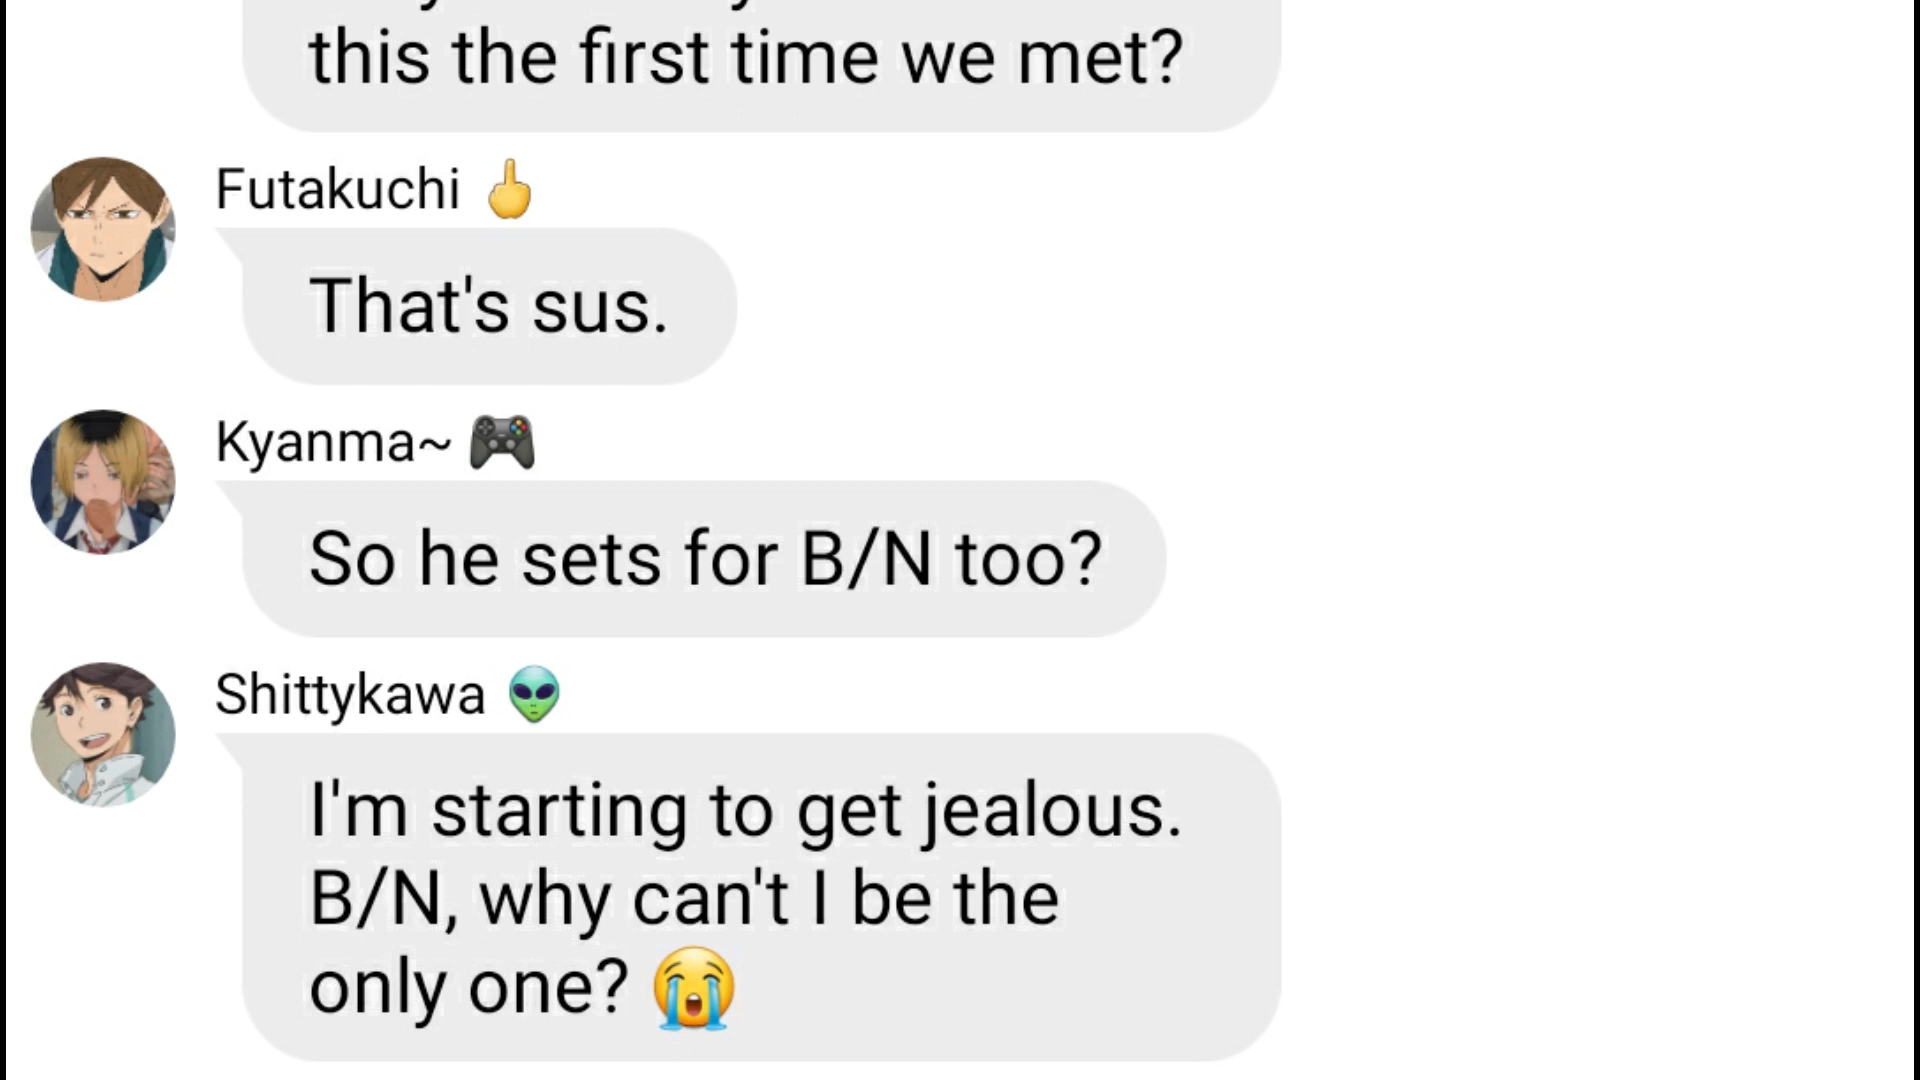 this the first time we met?
Futakuchi 🖕
That's sus.
Kyanma~ 🎮
So he sets for B/N too?
Shittykawa 👽
I'm starting to get jealous.
B/N, why can't I be the
only one? 😭